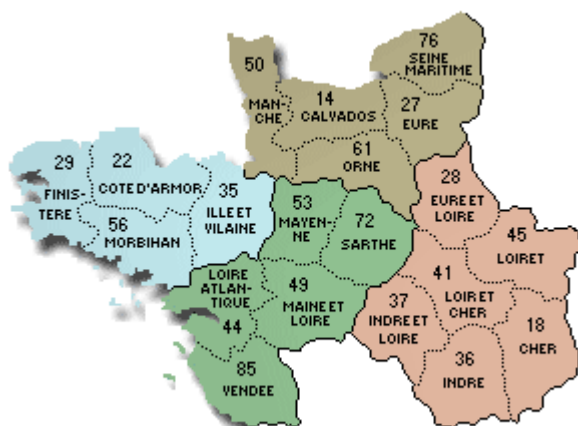 76
SEINE
MARITIME
50
MAN-
CHE
14
CALVADOS
27
EURE
61
ORNE
29
FINIS-
TERE
22
COTE D'ARMOR
35
ILLE ET
VILAINE
56
MORBIHAN
53
MAYEN-
NE
72
SARTHE
28
EURE ET
LOIRE
45
LOIRET
LOIRE
ATLAN-
TIQUE
44
49
MAINE ET
LOIRE
41
LOIR ET
CHER
37
INDRE ET
LOIRE
18
CHER
36
INDRE
85
VENDEE